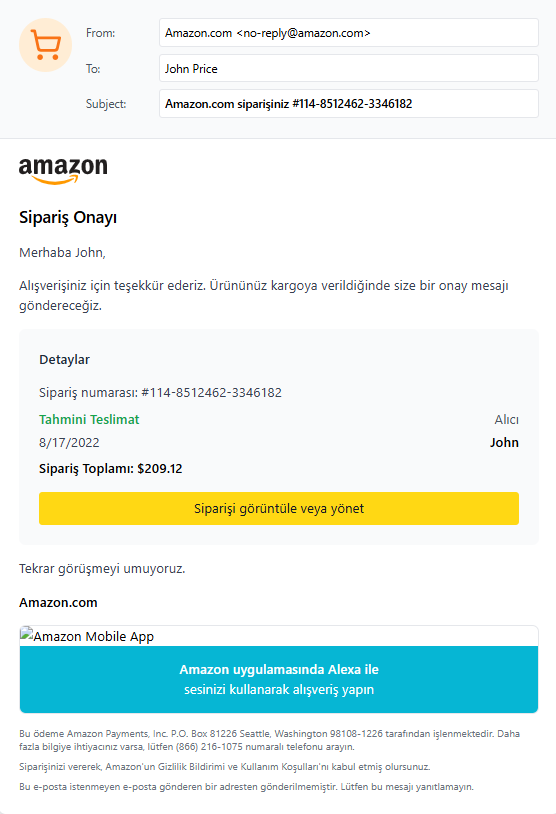 From:
Amazon.com <no-reply@amazon.com>
To:
John Price
Subject:
Amazon.com siparişiniz #114-8512462-3346182
amazon
Sipariş Onayı
Merhaba John,
Alışverişiniz için teşekkür ederiz. Ürününüz kargoya verildiğinde size bir onay mesajı
göndereceğiz.
Detaylar
Sipariş numarası: #114-8512462-3346182
Tahmini Teslimat
Alıcı
8/17/2022
John
Sipariş Toplamı: $209.12
Siparişi görüntüle veya yönet
Tekrar görüşmeyi umuyoruz.
Amazon.com
Amazon Mobile App
Amazon uygulamasında Alexa ile
sesinizi kullanarak alışveriş yapın
Bu ödeme Amazon Payments, Inc. P.O. Box 81226 Seattle, Washington 98108-1226 tarafından işlenmektedir. Daha
fazla bilgiye ihtiyacınız varsa, lütfen (866) 216-1075 numaralı telefonu arayın.
Siparişinizi vererek, Amazon'un Gizlilik Bildirimi ve Kullanım Koşulları'nı kabul etmiş olursunuz.
Bu e-posta istenmeyen e-posta gönderen bir adresten gönderilmemiştir. Lütfen bu mesajı yanıtlamayın.